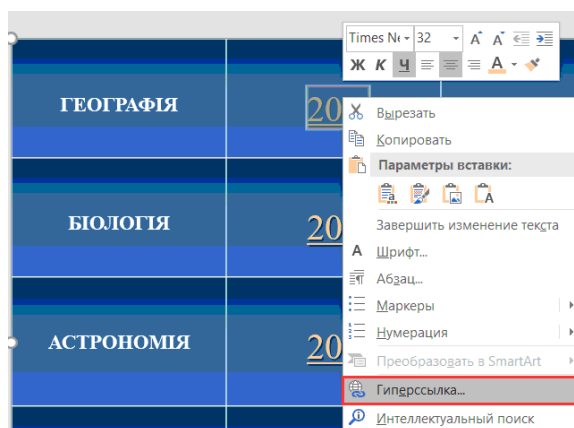 Times Ne 32 A A
Ж К Ч A
ГЕОГРАФІЯ
20
Вырезать
Копировать
Параметры вставки:
Завершить изменение текста
А Шрифт...
Абзац...
БІОЛОГІЯ
20
Маркеры
Нумерация
АСТРОНОМІЯ
20
Преобразовать в SmartArt
Гиперссылка...
Интеллектуальный поиск